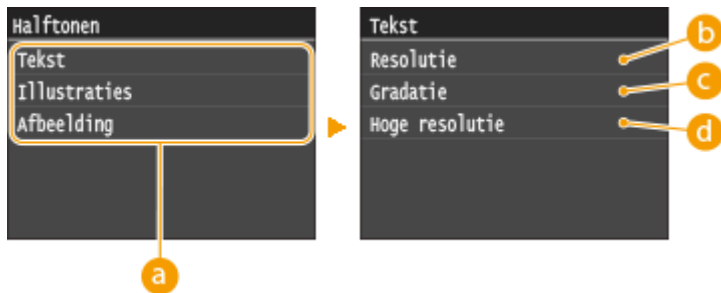 Halftonen
Tekst
Illustraties
Afbeelding
a
Tekst
Resolutie
Gradatie
Hoge resolutie
b
c
d